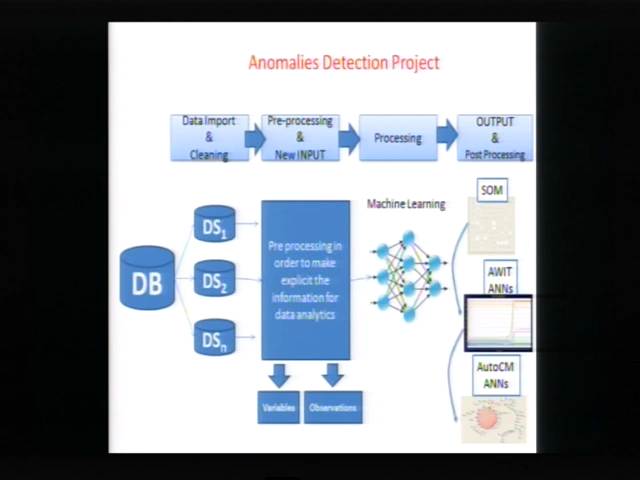 Anomalies Detection Project
Data Import
&
Cleaning
Pre-processing
&
New INPUT
Processing
OUTPUT
&
Post Processing
Machine Learning
SOM
DB
DS1
DS2
DSn
Pre processing in
order to make
explicit the
information for
data analytics
AWIT
ANNs
AutoCM
ANNs
Variables
Observations